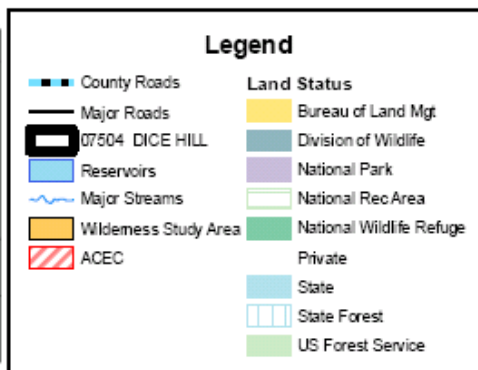 Legend
County Roads
Major Roads
07504 DICE HILL
Reservoirs
Major Streams
Wilderness Study Area
ACEC
Land Status
Bureau of Land Mgt
Division of Wildlife
National Park
National Rec Area
National Wildlife Refuge
Private
State
State Forest
US Forest Service